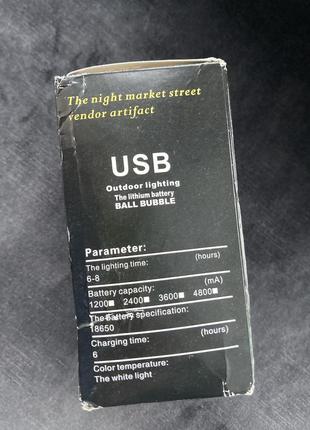 The night market street
vendor artifact
USB
Outdoor lighting
The lithium battery
BALL BUBBLE
Parameter:
The lighting time: (hours)
6-8
Battery capacity: (mA)
1200■ 2400■ 3600■ 4800■
The Battery specification:
18650
Charging time: (hours)
6
Color temperature:
The white light